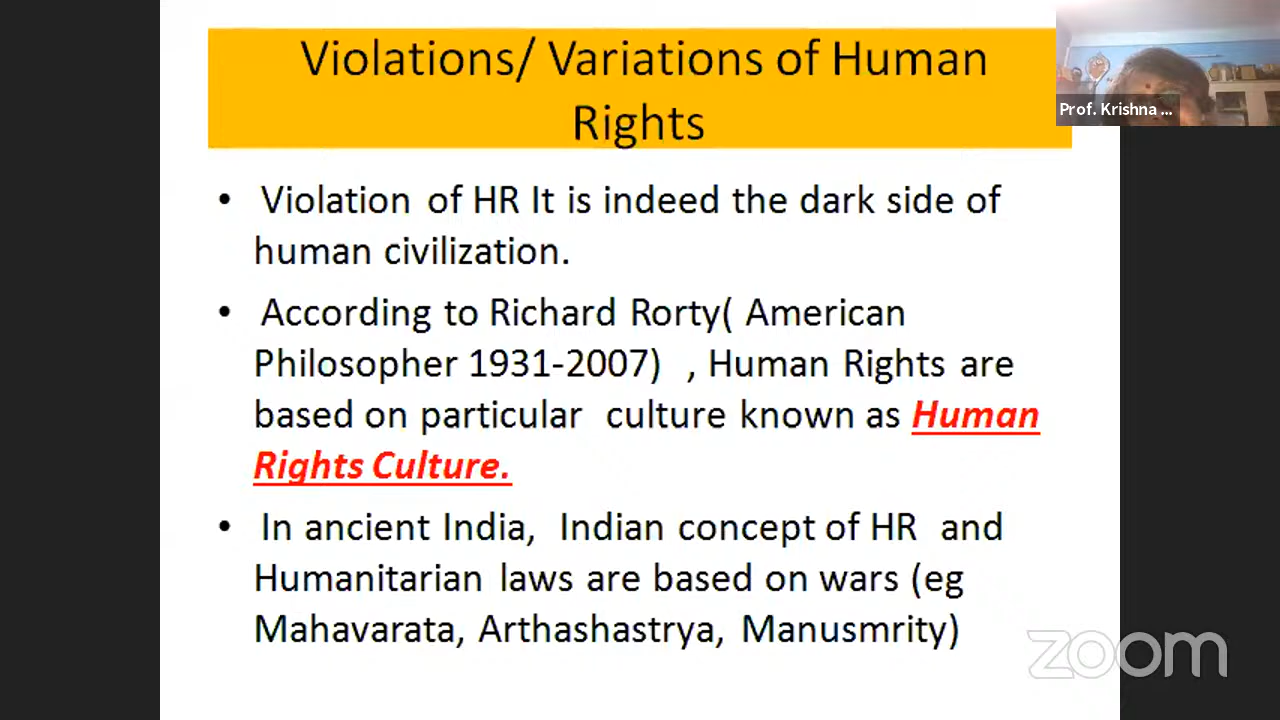 Violations/ Variations of Human
Rights
Prof. Krishna ...
• Violation of HR It is indeed the dark side of
human civilization.
• According to Richard Rorty( American
Philosopher 1931-2007) , Human Rights are
based on particular culture known as Human
Rights Culture.
• In ancient India, Indian concept of HR and
Humanitarian laws are based on wars (eg
Mahavarata, Arthashastrya, Manusmrity)
zoom